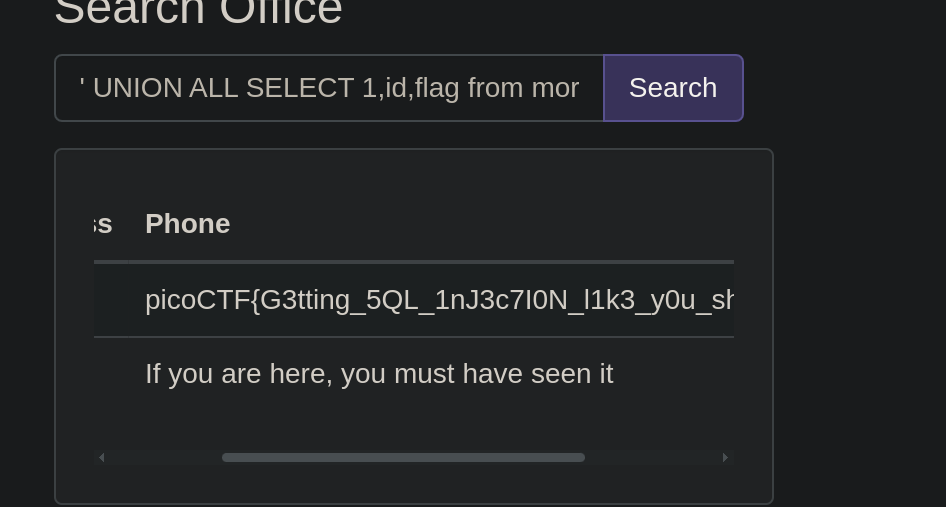 Search Office
' UNION ALL SELECT 1,id,flag from mor
Search
Phone
picoCTF{G3tting_5QL_1nJ3c7I0N_l1k3_y0u_sh
If you are here, you must have seen it